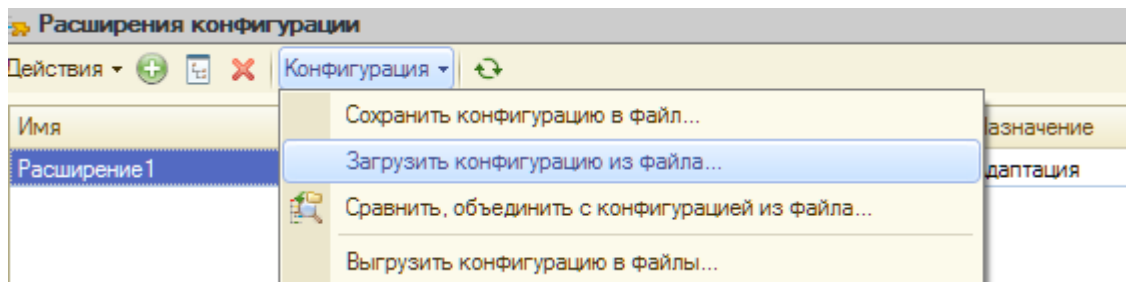 Расширения конфигурации
Действия Конфигурация
Имя
Назначение
Расширение1
Адаптация
Сохранить конфигурацию в файл...
Загрузить конфигурацию из файла...
Сравнить, объединить с конфигурацией из файла...
Выгрузить конфигурацию в файлы...